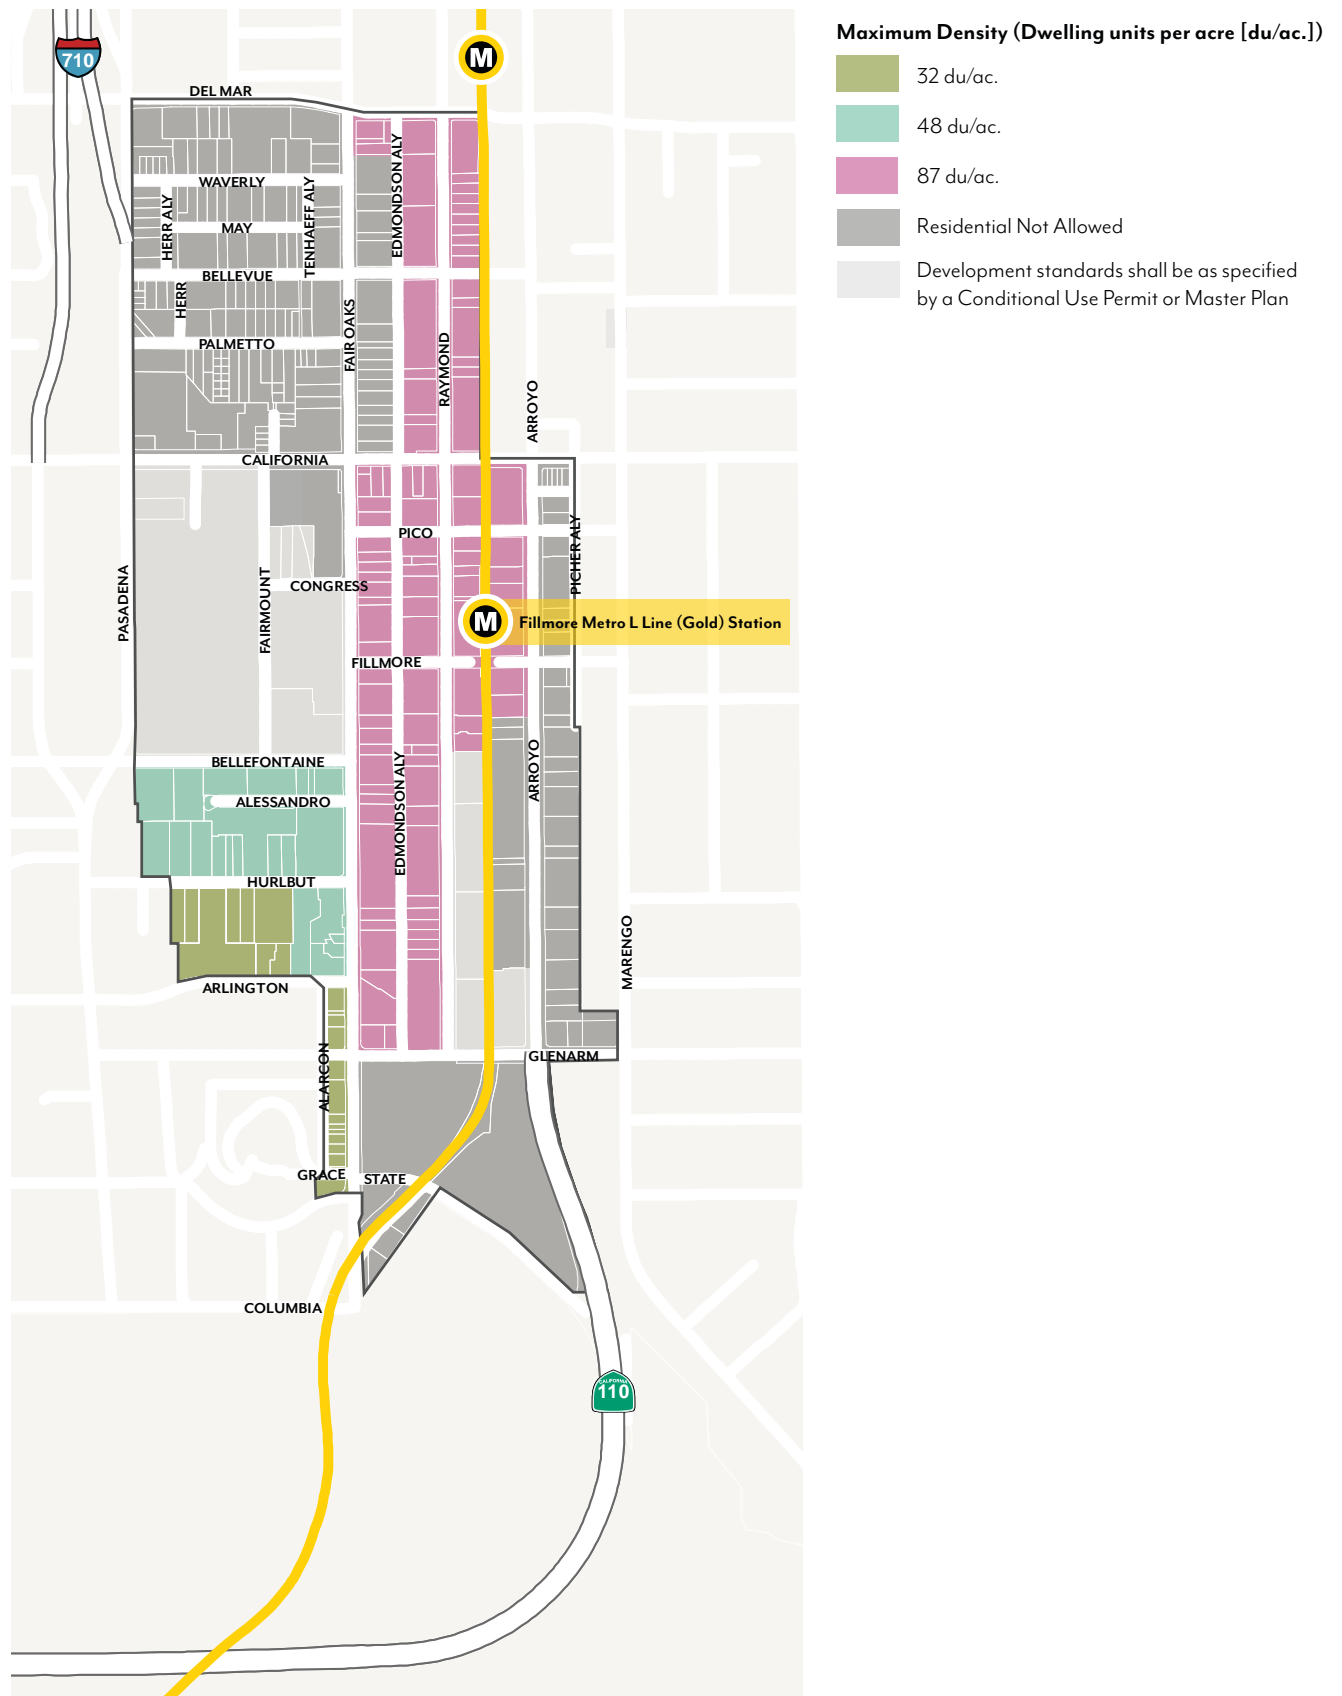 Maximum Density (Dwelling units per acre [du/ac.])
32 du/ac.
48 du/ac.
87 du/ac.
Residential Not Allowed
Development standards shall be as specified
by a Conditional Use Permit or Master Plan
710
M
DEL MAR
WAVERLY
HERR ALY
TENHAEFF ALY
EDMONDSON ALY
MAY
BELLEVUE
HERR
PALMETTO
FAIR OAKS
RAYMOND
ARROYO
CALIFORNIA
PICO
PICHER ALY
PASADENA
FAIRMOUNT
CONGRESS
M
Fillmore Metro L Line (Gold) Station
FILLMORE
BELLEFONTAINE
ALESSANDRO
EDMONDSON ALY
ARROYO
HURLBUT
MARENGO
ARLINGTON
GLENARM
ALARCON
GRACE
STATE
COLUMBIA
CALIFORNIA
110